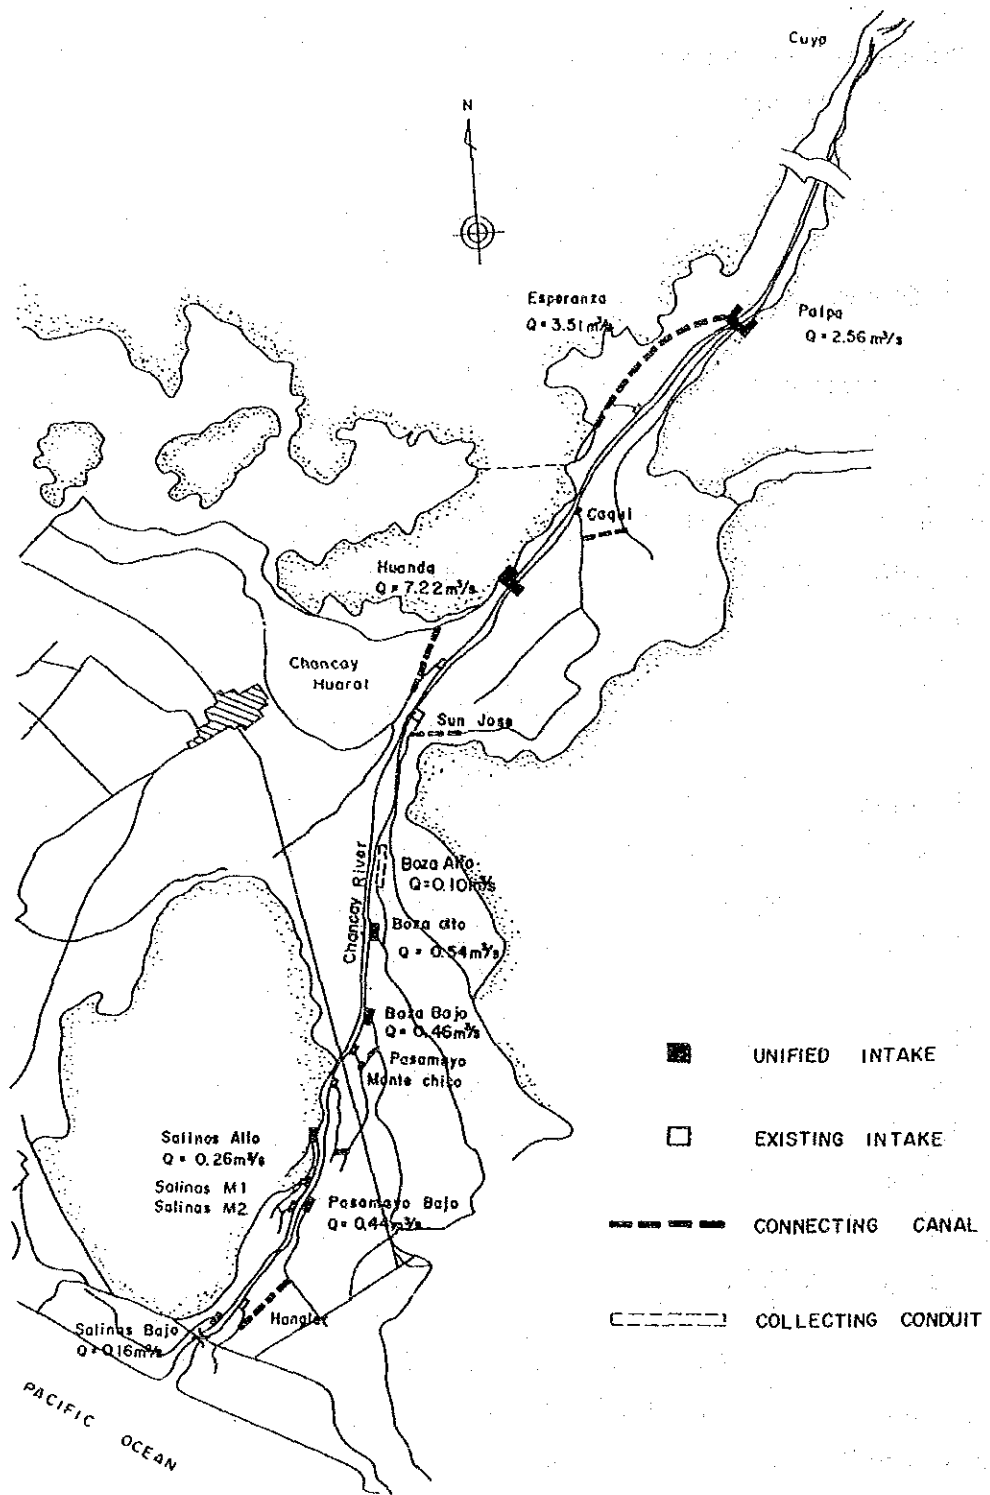 Cuyo
N
Esperanza
Q = 3.51 m³/s
Palpa
Q = 2.56 m³/s
Caqui
Huanda
Q = 7.22 m³/s
Chancay
Huaral
Sun Jose
Chancay River
Boza Alto
Q = 0.10 m³/s
Boza alto
Q = 0.54 m³/s
Boza Bajo
Q = 0.46 m³/s
Pasamayo
Monte chico
UNIFIED INTAKE
Salinas Alto
Q = 0.26 m³/s
EXISTING INTAKE
Salinas M1
Salinas M2
Pasamayo Bajo
Q = 0.44 m³/s
CONNECTING CANAL
Salinas Bajo
Q = 0.16 m³/s
COLLECTING CONDUIT
PACIFIC OCEAN